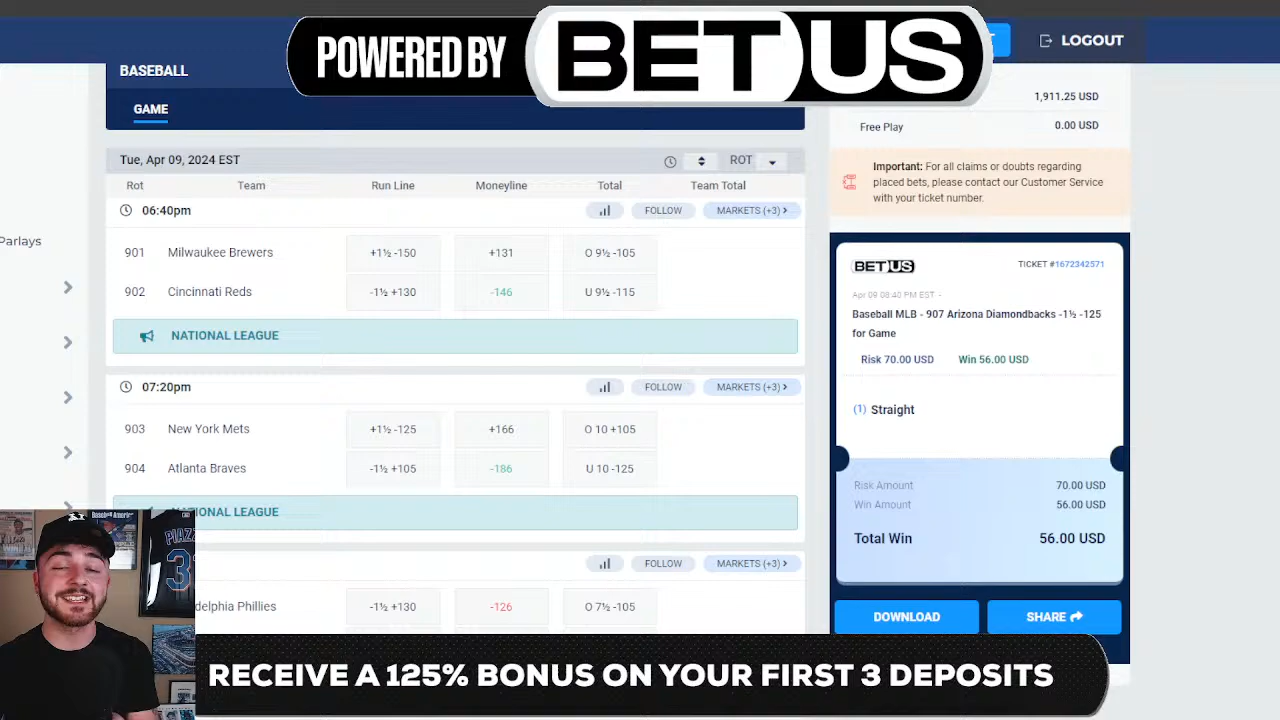 POWERED BY BETUS
LOGOUT
BASEBALL
GAME
1,911.25 USD
Free Play 0.00 USD
Tue, Apr 09, 2024 EST ROT
Rot Team Run Line Moneyline Total Team Total
06:40pm FOLLOW MARKETS (+3)
901 Milwaukee Brewers +1½ -150 +131 O 9½ -105
902 Cincinnati Reds -1½ +130 -146 U 9½ -115
NATIONAL LEAGUE
07:20pm FOLLOW MARKETS (+3)
903 New York Mets +1½ -125 +166 O 10 +105
904 Atlanta Braves -1½ +105 -186 U 10 -125
NATIONAL LEAGUE
FOLLOW MARKETS (+3)
delphia Phillies -1½ +130 -126 O 7½ -105
Parlays
Important: For all claims or doubts regarding
placed bets, please contact our Customer Service
with your ticket number.
BETUS TICKET #1672342571
Apr 09 08:40 PM EST -
Baseball MLB - 907 Arizona Diamondbacks -1½ -125
for Game
Risk 70.00 USD Win 56.00 USD
(1) Straight
Risk Amount 70.00 USD
Win Amount 56.00 USD
Total Win 56.00 USD
DOWNLOAD SHARE
Baseball America
PIAZZ
3
RECEIVE A 125% BONUS ON YOUR FIRST 3 DEPOSITS